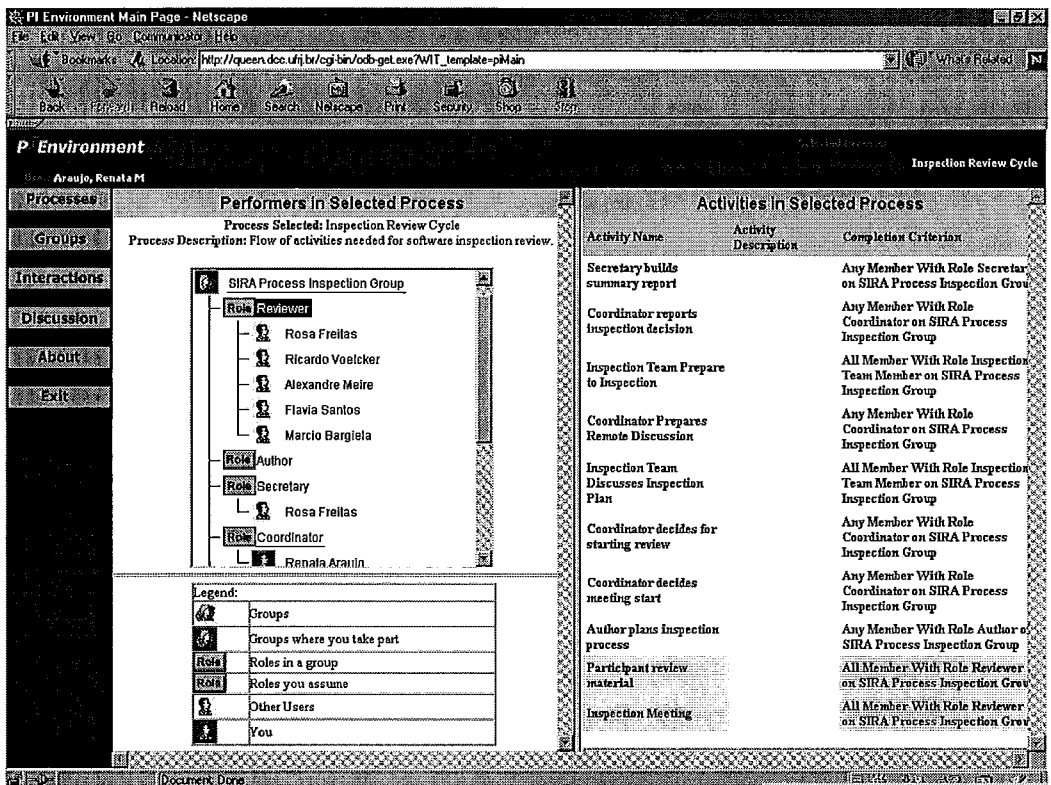 PI Environment Main Page - Netscape
File Edit View Go Communicator Help
Bookmarks Location: http://queen.dcc.ufrj.br/cgi-bin/odb-get.exe?WIT_template=piMain What's Related N
Back Forward Reload Home Search Netscape Print Security Shop Stop
P Environment
Inspection Review Cycle
Araujo, Renata M
Processes
Groups
Interactions
Discussion
About
Exit
Performers in Selected Process
Process Selected: Inspection Review Cycle
Process Description: Flow of activities needed for software inspection review.
SIRA Process Inspection Group
Role Reviewer
Rosa Freitas
Ricardo Voelcker
Alexandre Meire
Flavia Santos
Marcio Bargiela
Role Author
Role Secretary
Rosa Freitas
Role Coordinator
Renata Araujo
Legend:
Groups
Groups where you take part
Role Roles in a group
Role Roles you assume
Other Users
You
Activities in Selected Process
Activity Name Activity Description Completion Criterion
Secretary builds
summary report
Any Member With Role Secretar
on SIRA Process Inspection Grou
Coordinator reports
inspection decision
Any Member With Role
Coordinator on SIRA Process
Inspection Group
Inspection Team Prepare
to Inspection
All Member With Role Inspection
Team Member on SIRA Process
Inspection Group
Coordinator Prepares
Remote Discussion
Any Member With Role
Coordinator on SIRA Process
Inspection Group
Inspection Team
Discusses Inspection
Plan
All Member With Role Inspection
Team Member on SIRA Process
Inspection Group
Coordinator decides for
starting review
Any Member With Role
Coordinator on SIRA Process
Inspection Group
Coordinator decides
meeting start
Any Member With Role
Coordinator on SIRA Process
Inspection Group
Author plans inspection
process
Any Member With Role Author o
SIRA Process Inspection Group
Participant review
material
All Member With Role Reviewer
on SIRA Process Inspection Grou
Inspection Meeting
All Member With Role Reviewer
on SIRA Process Inspection Grou
Document: Done